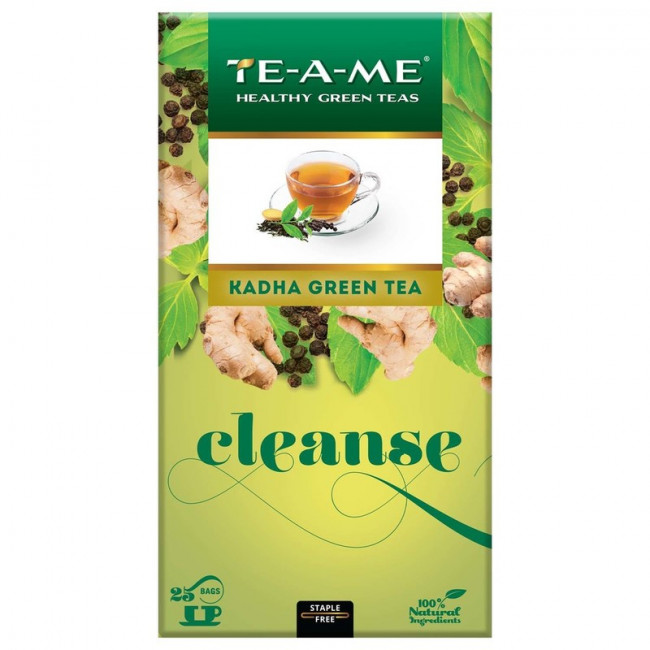 TE-A-ME®
HEALTHY GREEN TEAS
KADHA GREEN TEA
cleanse
25 BAGS
STAPLE
FREE
100%
Natural
Ingredients